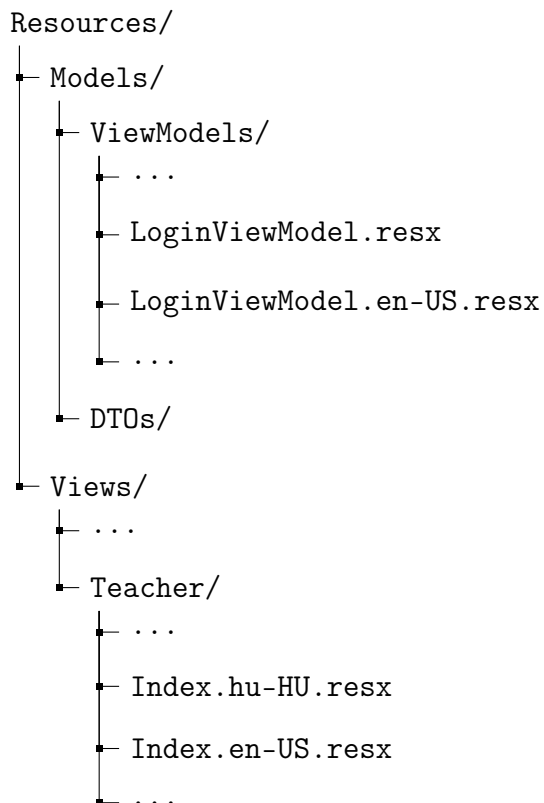 Resources/
Models/
ViewModels/
...
LoginViewModel.resx
LoginViewModel.en-US.resx
...
DTOs/
Views/
...
Teacher/
...
Index.hu-HU.resx
Index.en-US.resx
...